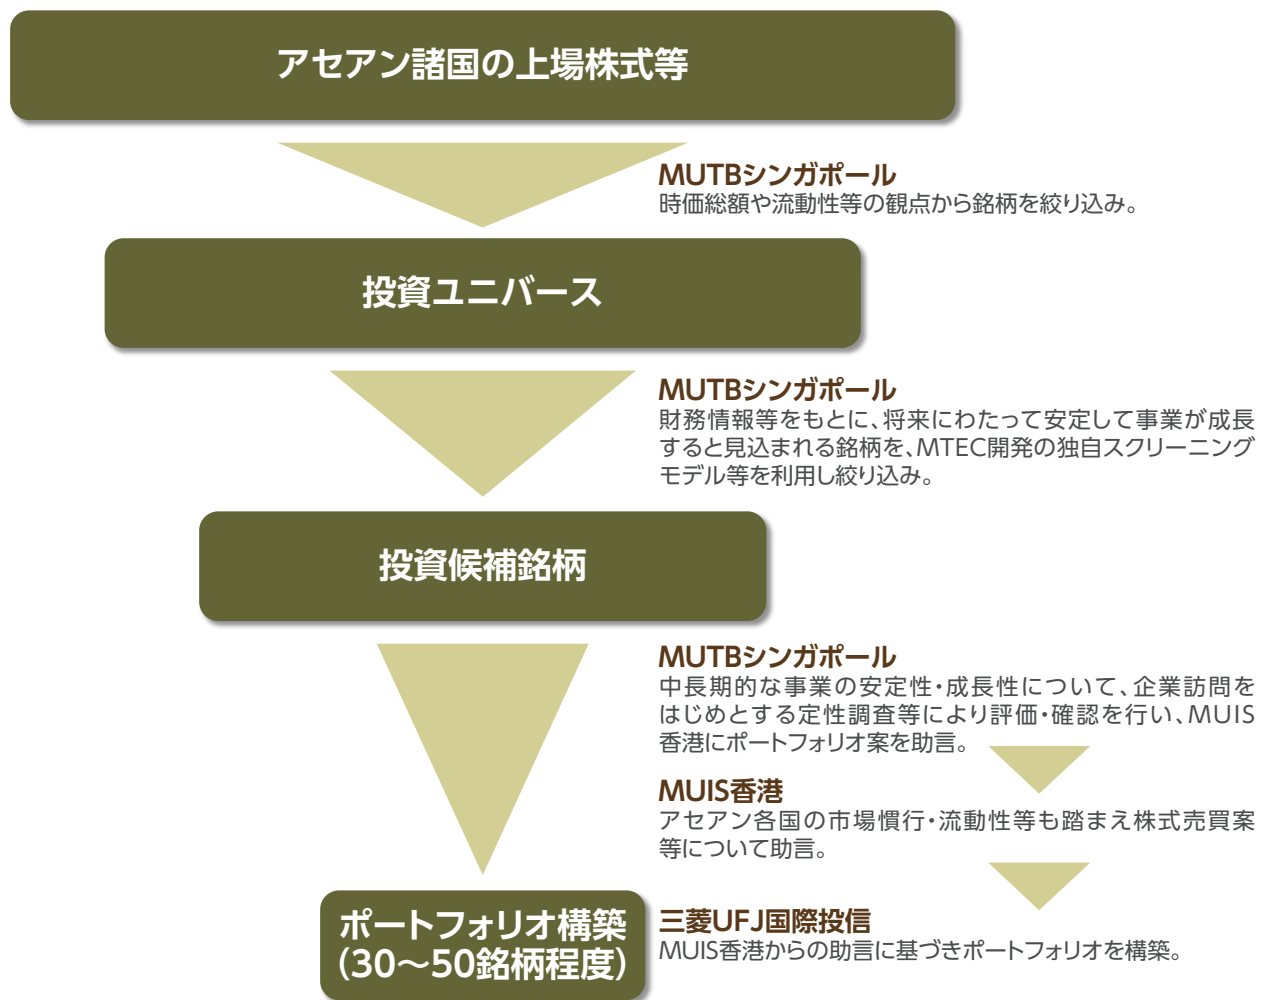 アセアン諸国の上場株式等
MUTBシンガポール
時価総額や流動性等の観点から銘柄を絞り込み。
投資ユニバース
MUTBシンガポール
財務情報等をもとに、将来にわたって安定して事業が成長
すると見込まれる銘柄を、MTEC開発の独自スクリーニング
モデル等を利用し絞り込み。
投資候補銘柄
MUTBシンガポール
中長期的な事業の安定性・成長性について、企業訪問を
はじめとする定性調査等により評価・確認を行い、MUIS
香港にポートフォリオ案を助言。
MUIS香港
アセアン各国の市場慣行・流動性等も踏まえ株式売買案
等について助言。
ポートフォリオ構築
(30〜50銘柄程度)
三菱UFJ国際投信
MUIS香港からの助言に基づきポートフォリオを構築。